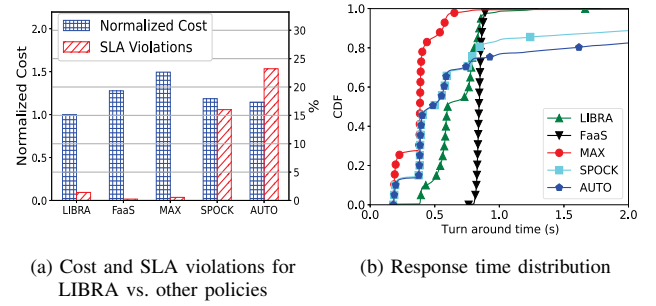 Normalized Cost
SLA Violations
Normalized Cost
2.0
1.5
1.0
0.5
0.0
30
25
20
15
10
5
0
%
LIBRA FaaS MAX SPOCK AUTO
(a) Cost and SLA violations for
LIBRA vs. other policies
CDF
1.0
0.8
0.6
0.4
0.2
0.0
LIBRA
FaaS
MAX
SPOCK
AUTO
0.0 0.5 1.0 1.5 2.0
Turn around time (s)
(b) Response time distribution